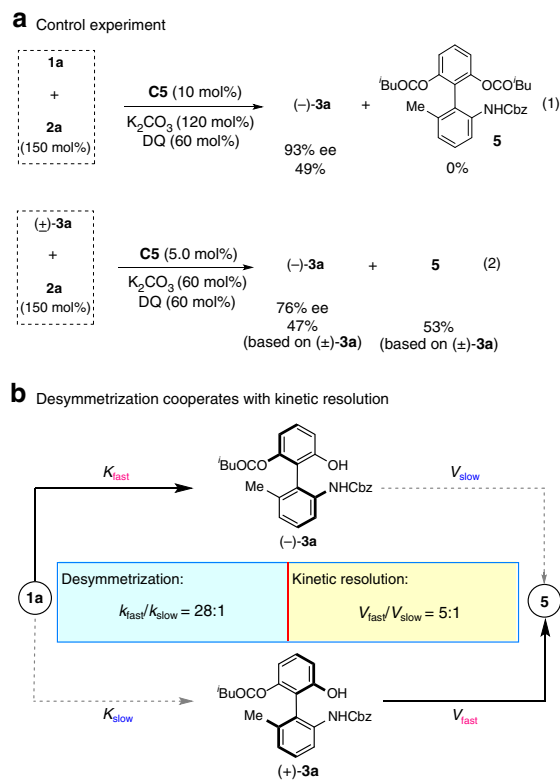 a Control experiment
1a
+
2a
(150 mol%)
C5 (10 mol%)
K2CO3 (120 mol%)
DQ (60 mol%)
(–)-3a
+
93% ee
49%
iBuOCO OCOiBu
Me NHCbz
5
(1)
0%
(±)-3a
+
2a
(150 mol%)
C5 (5.0 mol%)
K2CO3 (60 mol%)
DQ (60 mol%)
(–)-3a + 5 (2)
76% ee
47%
(based on (±)-3a)
53%
(based on (±)-3a)
b Desymmetrization cooperates with kinetic resolution
Kfast
iBuOCO OH
Me NHCbz
(–)-3a
Vslow
1a
Desymmetrization:
kfast/kslow = 28:1
Kinetic resolution:
Vfast/Vslow = 5:1
5
Kslow
iBuOCO OH
Me NHCbz
(+)-3a
Vfast